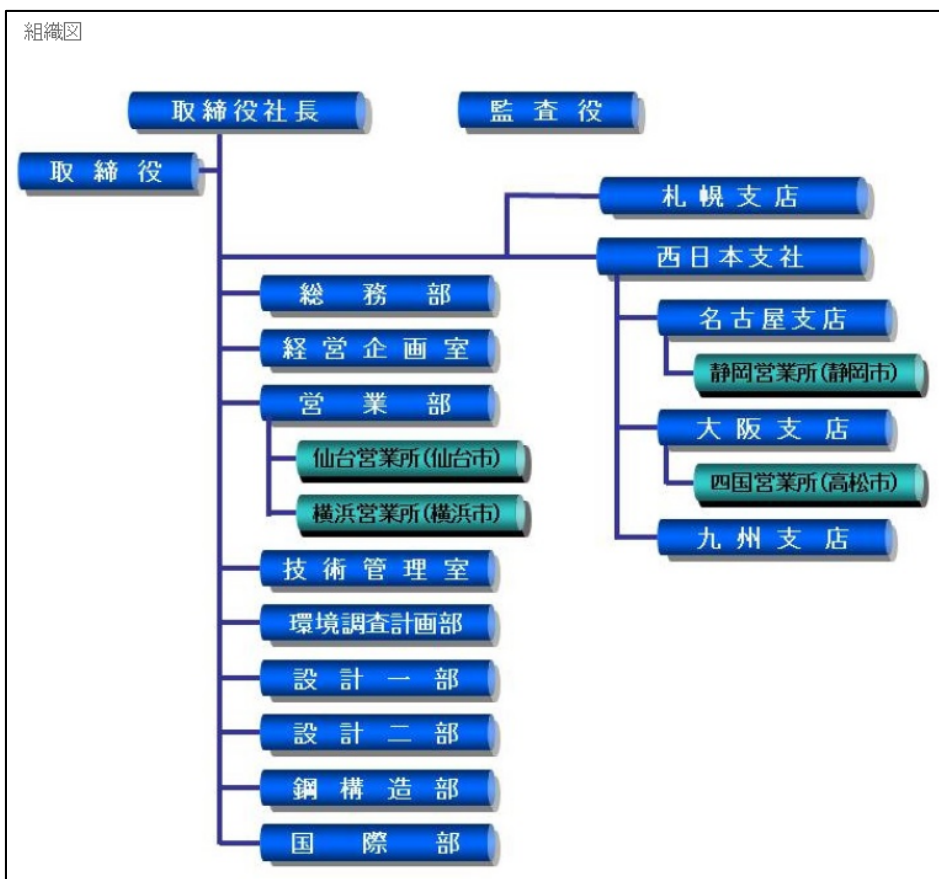 組織図
取締役社長
監査役
取締役
札幌支店
西日本支社
総務部
名古屋支店
経営企画室
静岡営業所(静岡市)
営業部
大阪支店
仙台営業所(仙台市)
四国営業所(高松市)
横浜営業所(横浜市)
九州支店
技術管理室
環境調査計画部
設計一部
設計二部
鋼構造部
国際部